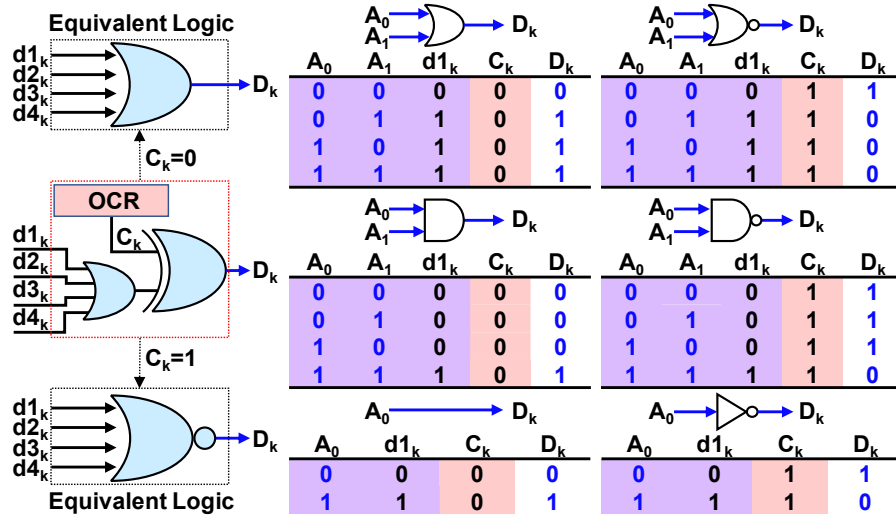 Equivalent Logic
d1k
d2k
d3k
d4k
Dk
Ck=0
OCR
Ck
d1k
d2k
d3k
d4k
Dk
Ck=1
d1k
d2k
d3k
d4k
Dk
Equivalent Logic
A0
A1
Dk
A0 A1 d1k Ck Dk
0 0 0 0 0
0 1 1 0 1
1 0 1 0 1
1 1 1 0 1
A0
A1
Dk
A0 A1 d1k Ck Dk
0 0 0 1 1
0 1 1 1 0
1 0 1 1 0
1 1 1 1 0
A0
A1
Dk
A0 A1 d1k Ck Dk
0 0 0 0 0
0 1 0 0 0
1 0 0 0 0
1 1 1 0 1
A0
A1
Dk
A0 A1 d1k Ck Dk
0 0 0 1 1
0 1 0 1 1
1 0 0 1 1
1 1 1 1 0
A0 Dk
A0 d1k Ck Dk
0 0 0 0
1 1 0 1
A0 Dk
A0 d1k Ck Dk
0 0 1 1
1 1 1 0